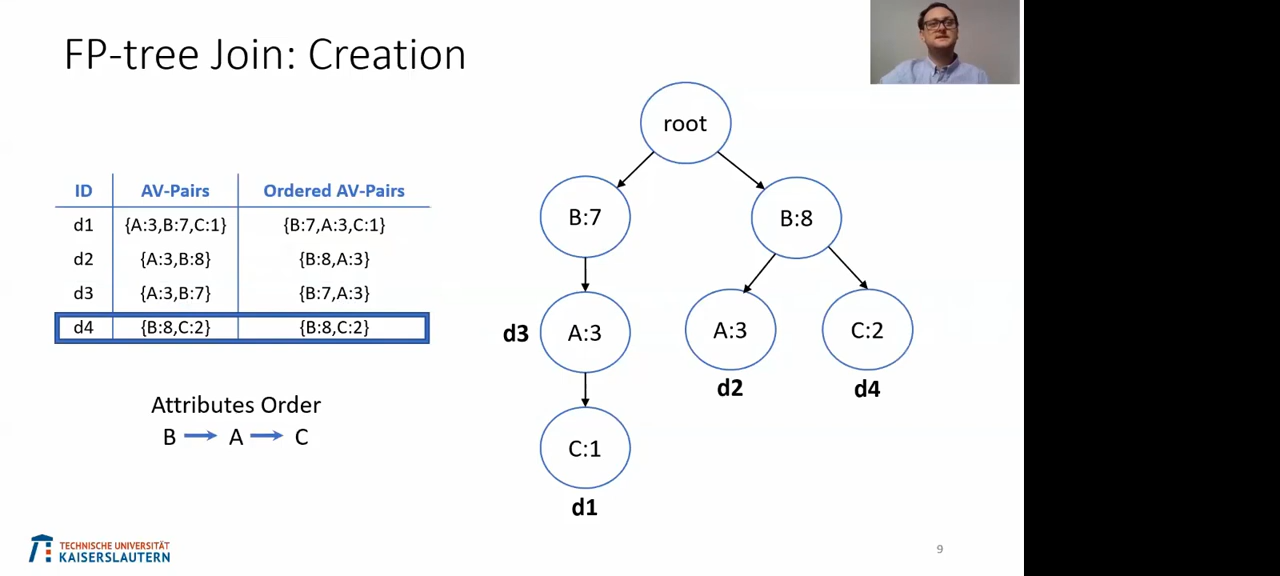 FP-tree Join: Creation
ID AV-Pairs Ordered AV-Pairs
d1 {A:3,B:7,C:1} {B:7,A:3,C:1}
d2 {A:3,B:8} {B:8,A:3}
d3 {A:3,B:7} {B:7,A:3}
d4 {B:8,C:2} {B:8,C:2}
Attributes Order
B → A → C
root
B:7 B:8
d3 A:3 A:3 C:2
d2 d4
C:1
d1
TECHNISCHE UNIVERSITÄT
KAISERSLAUTERN
9